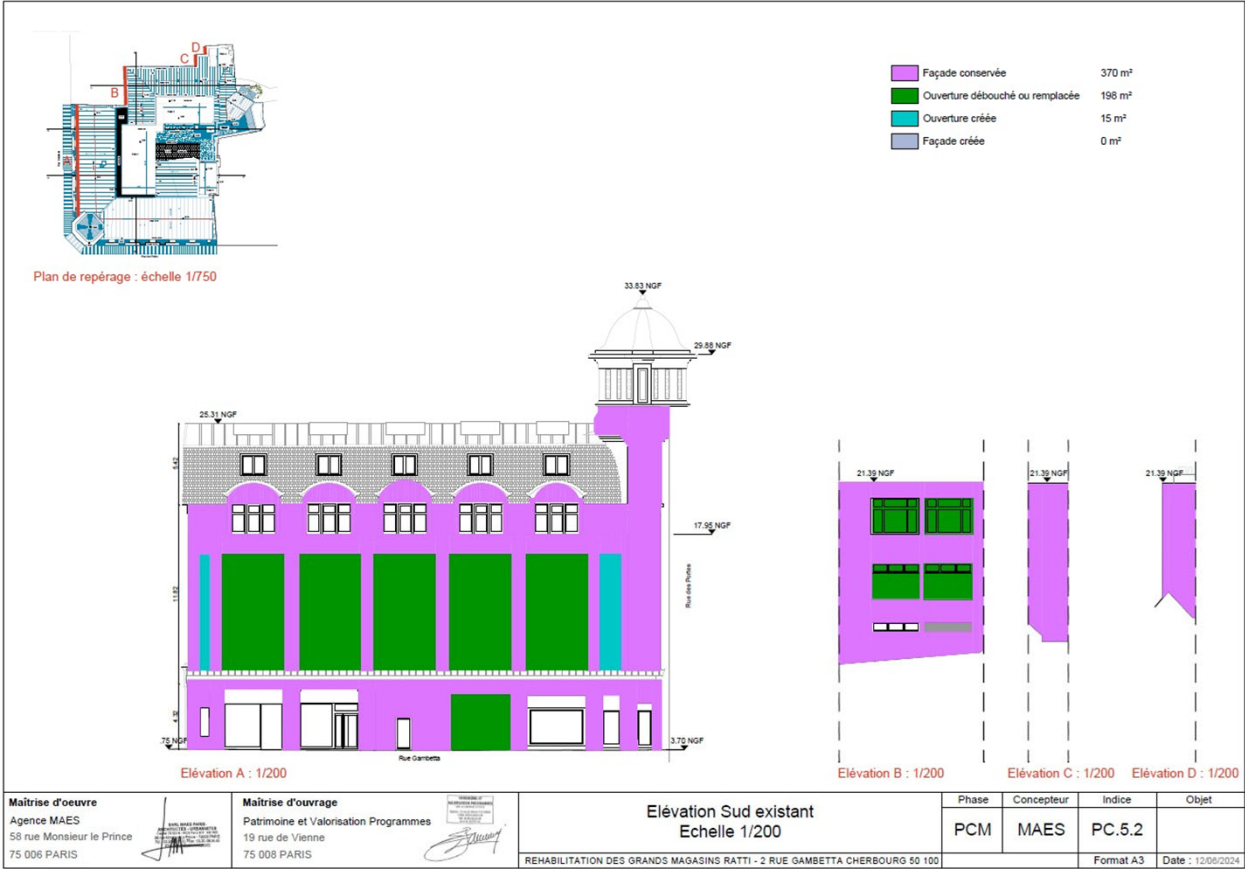 D
C
B
Plan de repérage : échelle 1/750
Façade conservée 370 m²
Ouverture débouché ou remplacée 198 m²
Ouverture créée 15 m²
Façade créée 0 m²
33.83 NGF
29.88 NGF
25.31 NGF
6.42
17.95 NGF
11.82
Rue des Portes
.75 NGF
3.70 NGF
Rue Gambetta
Elévation A : 1/200
21.39 NGF
21.39 NGF
21.39 NGF
Elévation B : 1/200
Elévation C : 1/200
Elévation D : 1/200
Maîtrise d'oeuvre
Agence MAES
58 rue Monsieur le Prince
75 006 PARIS
Maîtrise d'ouvrage
Patrimoine et Valorisation Programmes
19 rue de Vienne
75 008 PARIS
Elévation Sud existant
Echelle 1/200
REHABILITATION DES GRANDS MAGASINS RATTI - 2 RUE GAMBETTA CHERBOURG 50 100
Phase Concepteur Indice Objet
PCM MAES PC.5.2
Format A3 Date : 12/06/2024